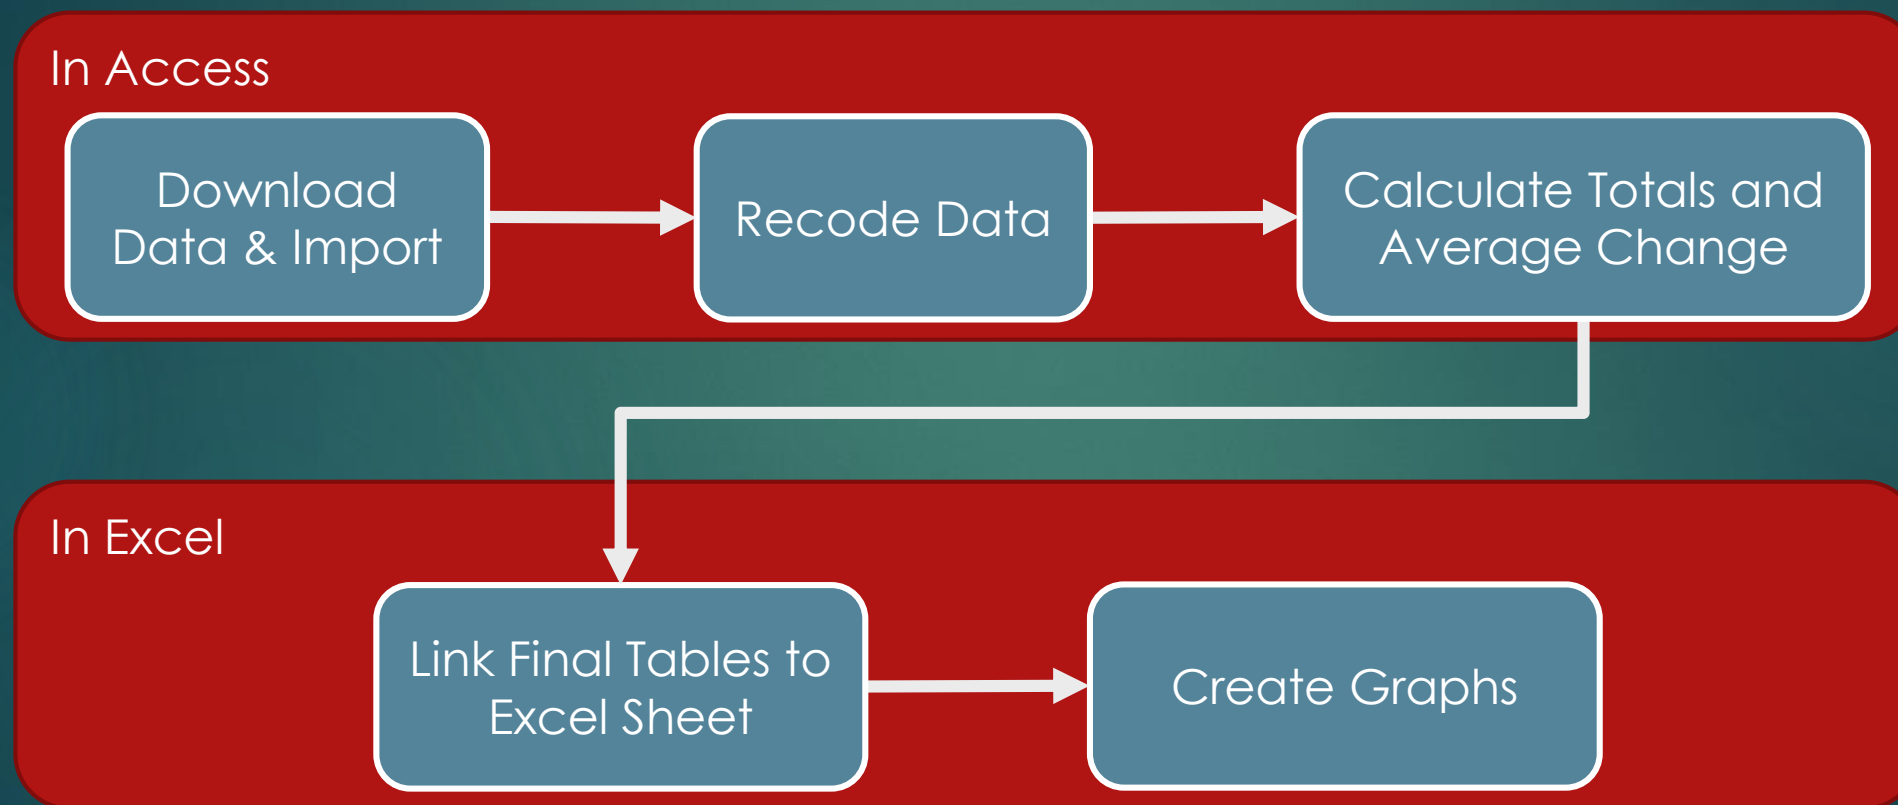 In Access
Download
Data & Import
Recode Data
Calculate Totals and
Average Change
In Excel
Link Final Tables to
Excel Sheet
Create Graphs